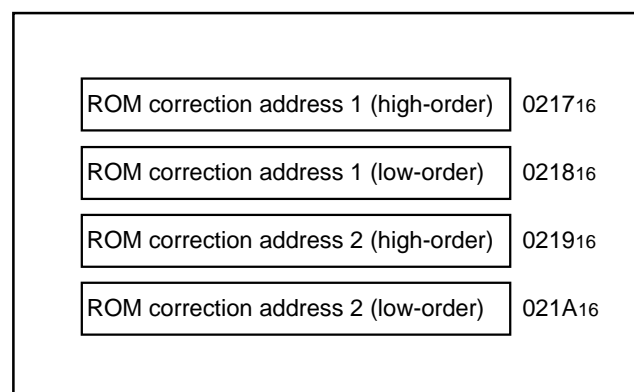 ROM correction address 1 (high-order) 0217₁₆
ROM correction address 1 (low-order) 0218₁₆
ROM correction address 2 (high-order) 0219₁₆
ROM correction address 2 (low-order) 021A₁₆